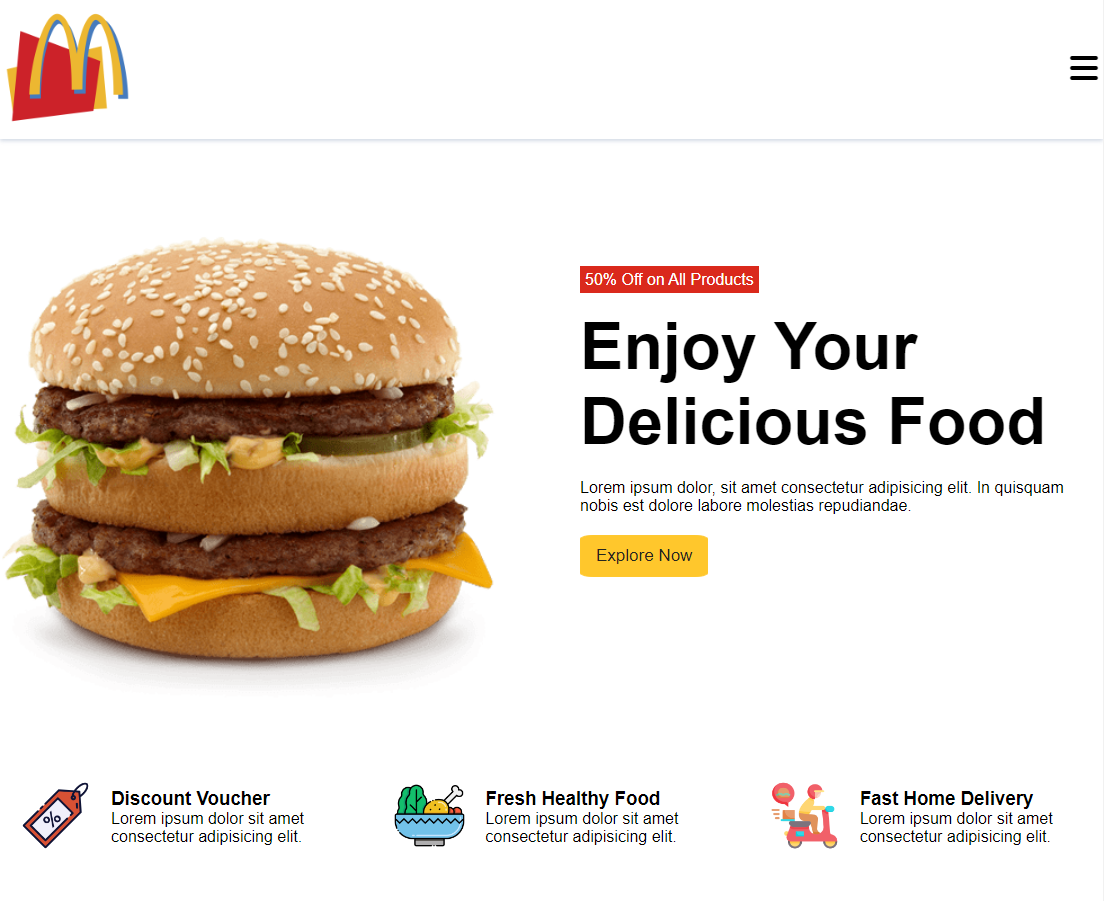 50% Off on All Products
Enjoy Your
Delicious Food
Lorem ipsum dolor, sit amet consectetur adipisicing elit. In quisquam
nobis est dolore labore molestias repudiandae.
Explore Now
%
Discount Voucher
Lorem ipsum dolor sit amet
consectetur adipisicing elit.
Fresh Healthy Food
Lorem ipsum dolor sit amet
consectetur adipisicing elit.
Fast Home Delivery
Lorem ipsum dolor sit amet
consectetur adipisicing elit.